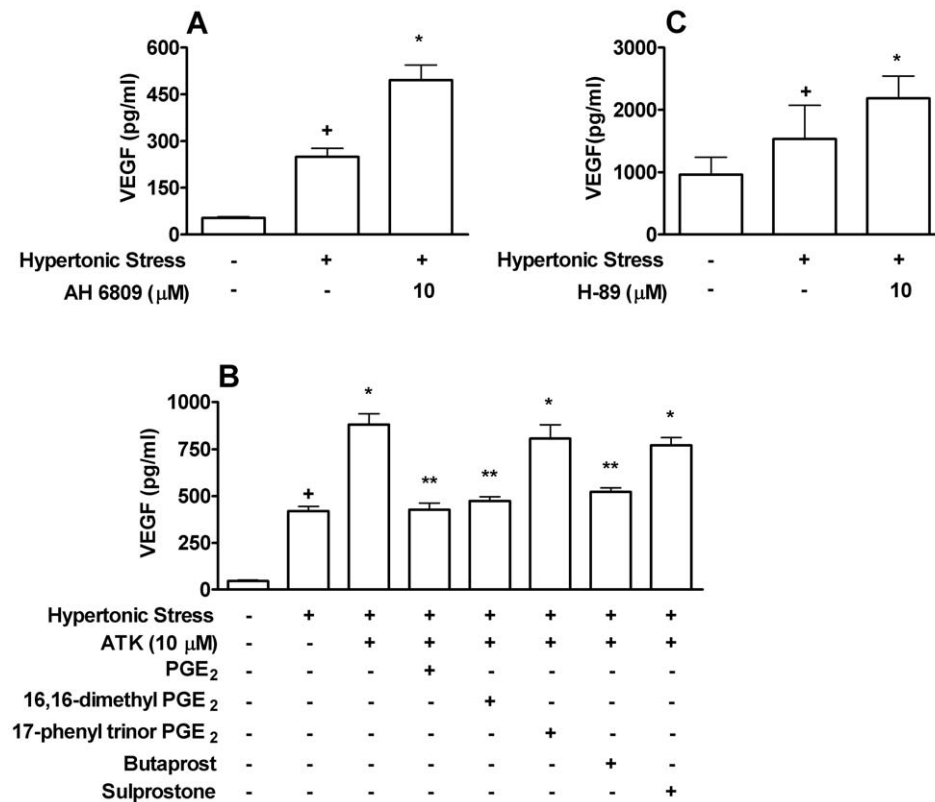 A
600
450
300
150
0
VEGF (pg/ml)
+
*
Hypertonic Stress - + +
AH 6809 (μM) - - 10
C
3000
2000
1000
0
VEGF(pg/ml)
+
*
Hypertonic Stress - + +
H-89 (μM) - - 10
B
1000
750
500
250
0
VEGF (pg/ml)
+ * ** ** * ** *
Hypertonic Stress - + + + + + + +
ATK (10 μM) - - + + + + + +
PGE₂ - - - + - - - -
16,16-dimethyl PGE ₂ - - - - + - - -
17-phenyl trinor PGE ₂ - - - - - + - -
Butaprost - - - - - - + -
Sulprostone - - - - - - - +